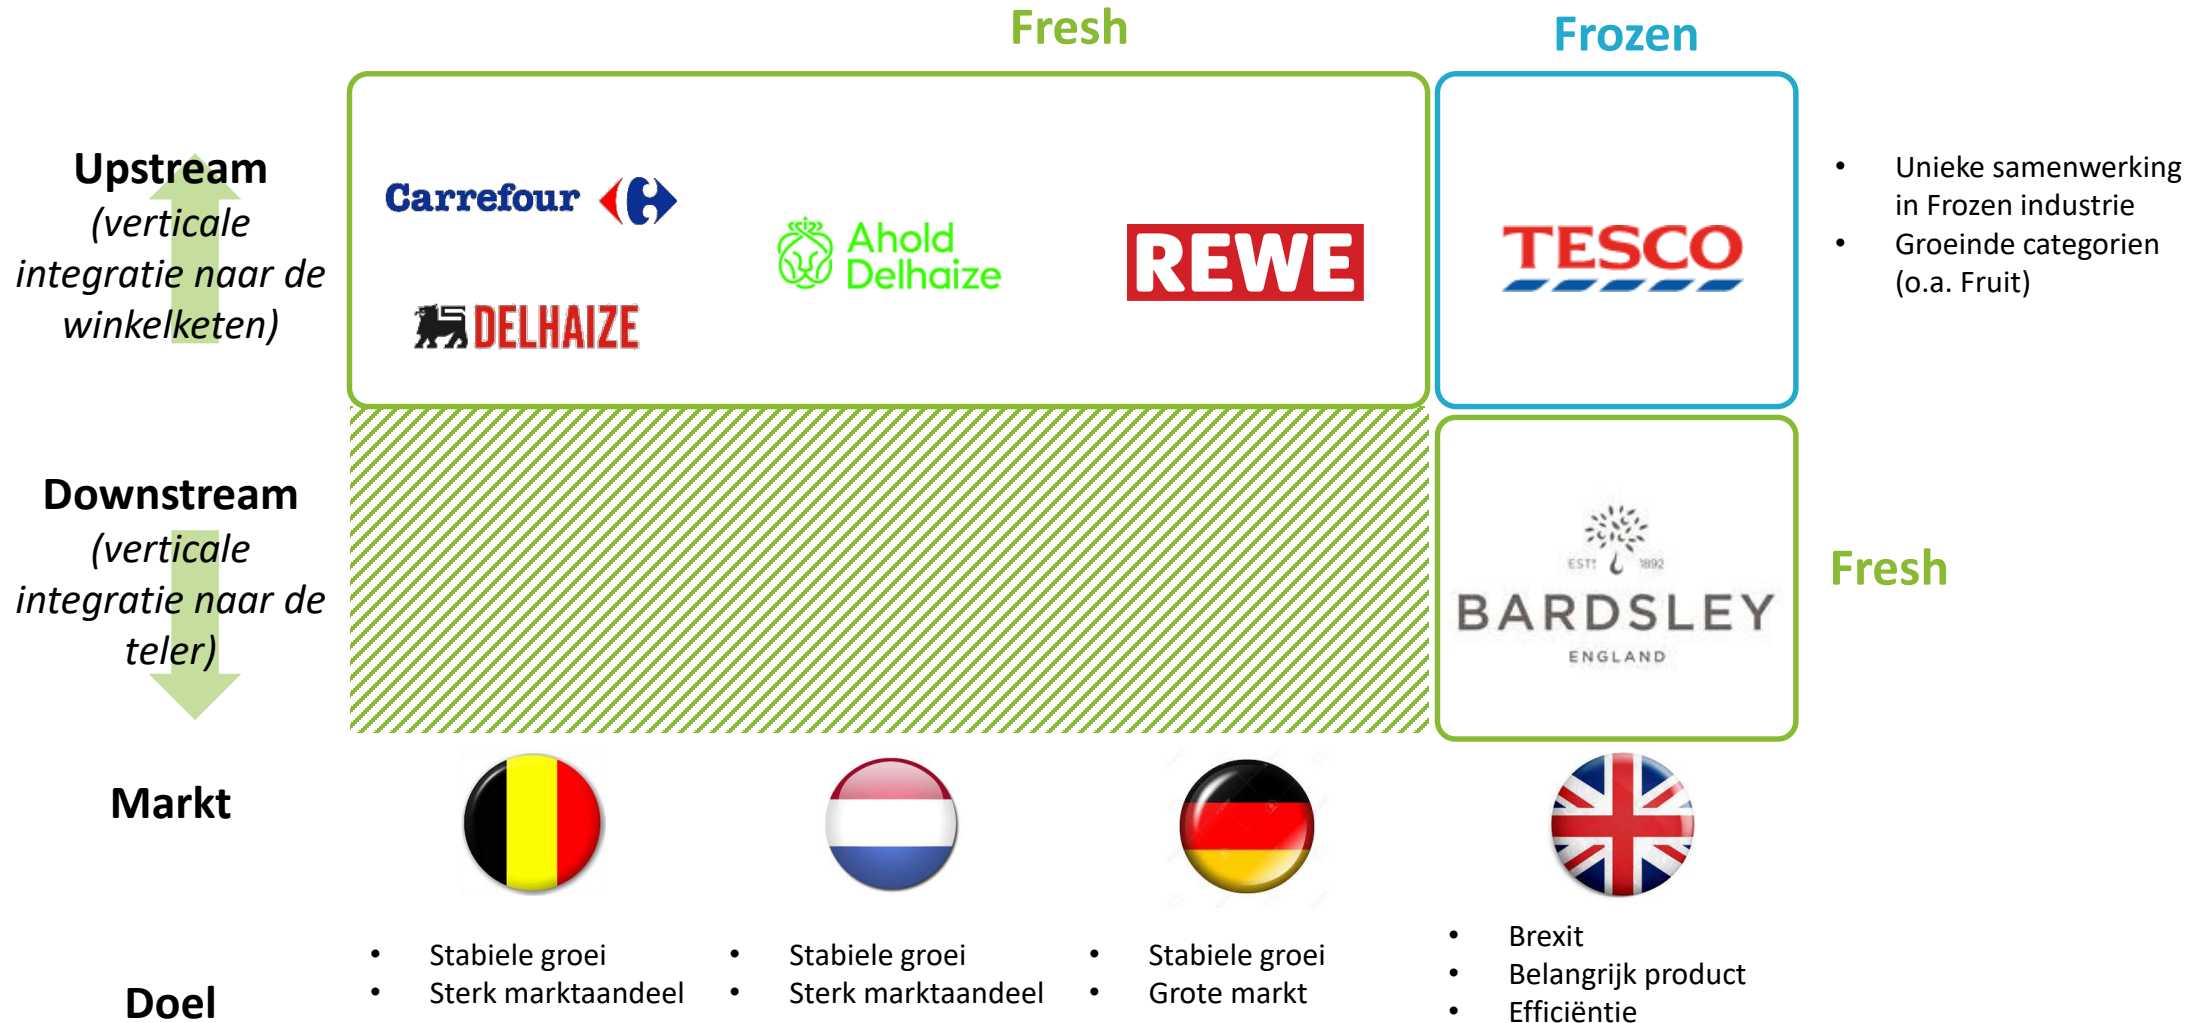 Fresh
Frozen
Upstream
(verticale
integratie naar de
winkelketen)
Carrefour
DELHAIZE
Ahold
Delhaize
REWE
TESCO
• Unieke samenwerking
in Frozen industrie
• Groeinde categorien
(o.a. Fruit)
Downstream
(verticale
integratie naar de
teler)
ESTD 1892
BARDSLEY
ENGLAND
Fresh
Markt
Doel
• Stabiele groei
• Sterk marktaandeel
• Stabiele groei
• Sterk marktaandeel
• Stabiele groei
• Grote markt
• Brexit
• Belangrijk product
• Efficiëntie